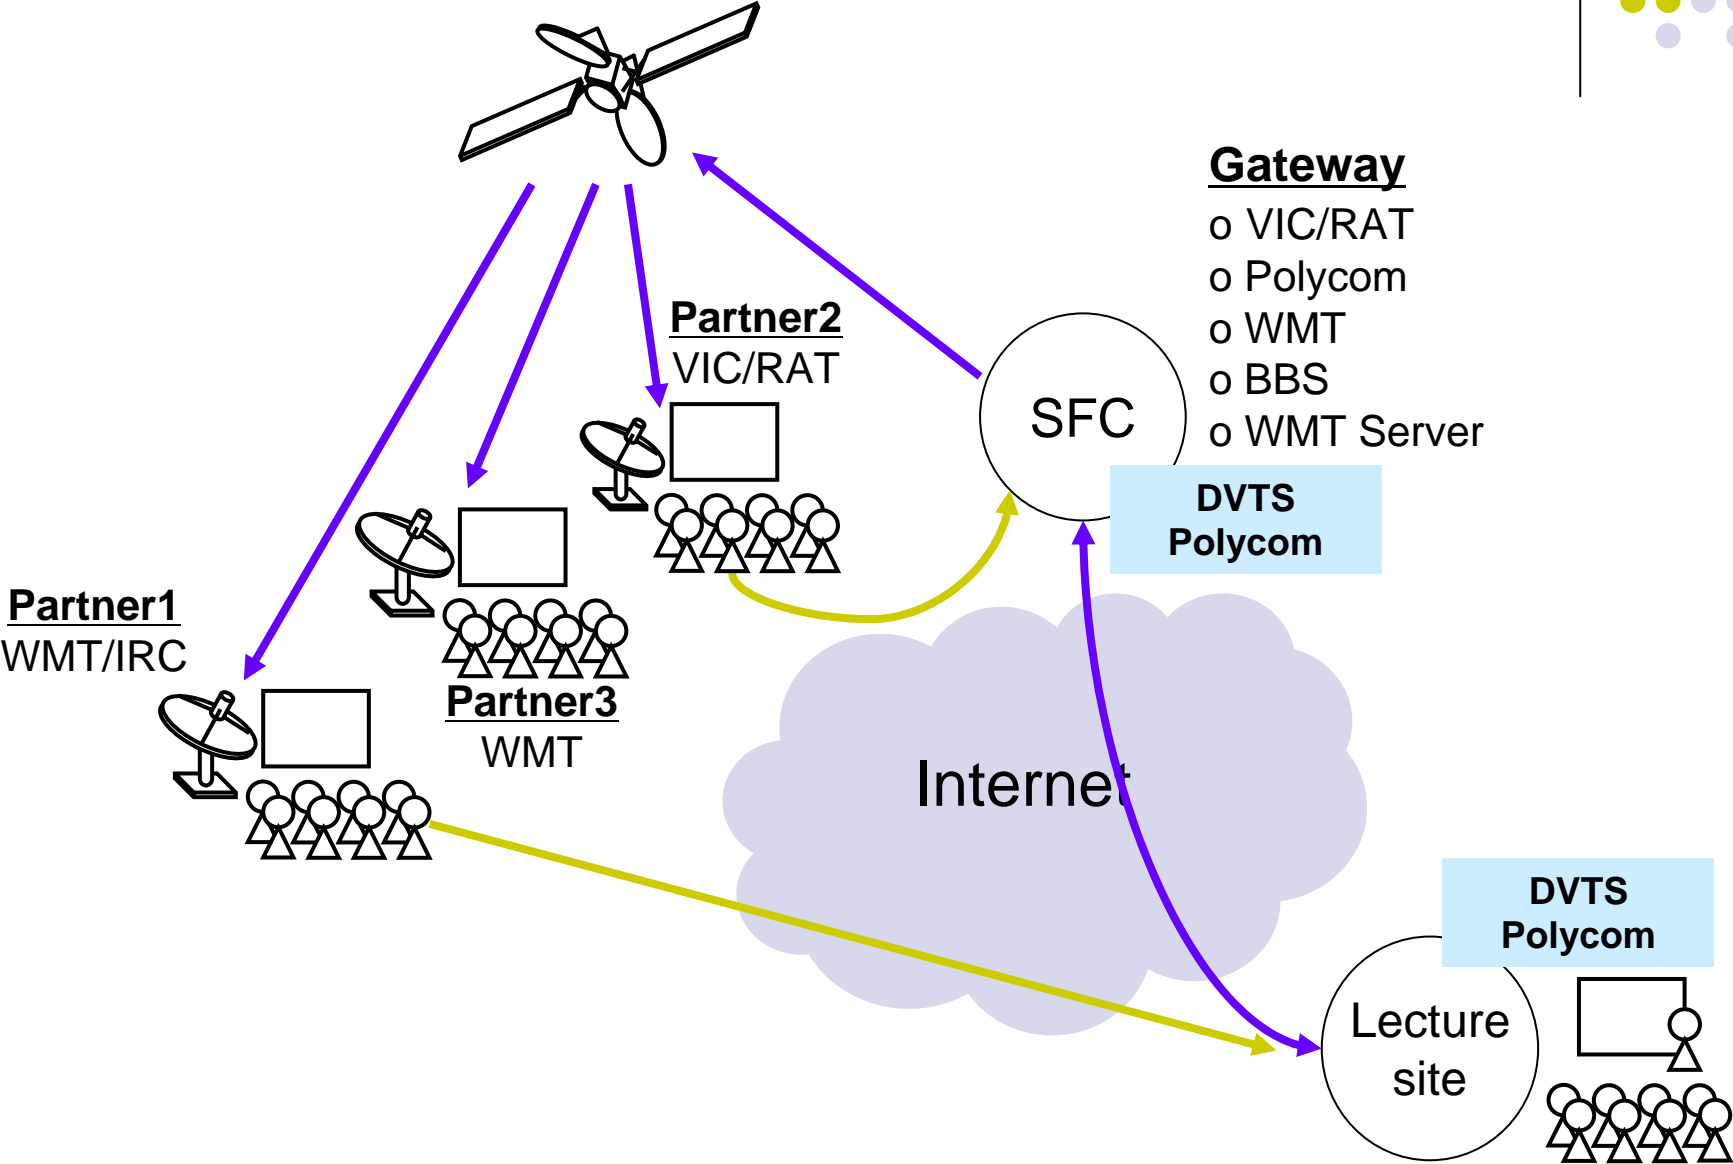 Gateway
o VIC/RAT
o Polycom
o WMT
o BBS
o WMT Server
Partner2
VIC/RAT
SFC
DVTS
Polycom
Partner1
WMT/IRC
Partner3
WMT
Internet
DVTS
Polycom
Lecture
site